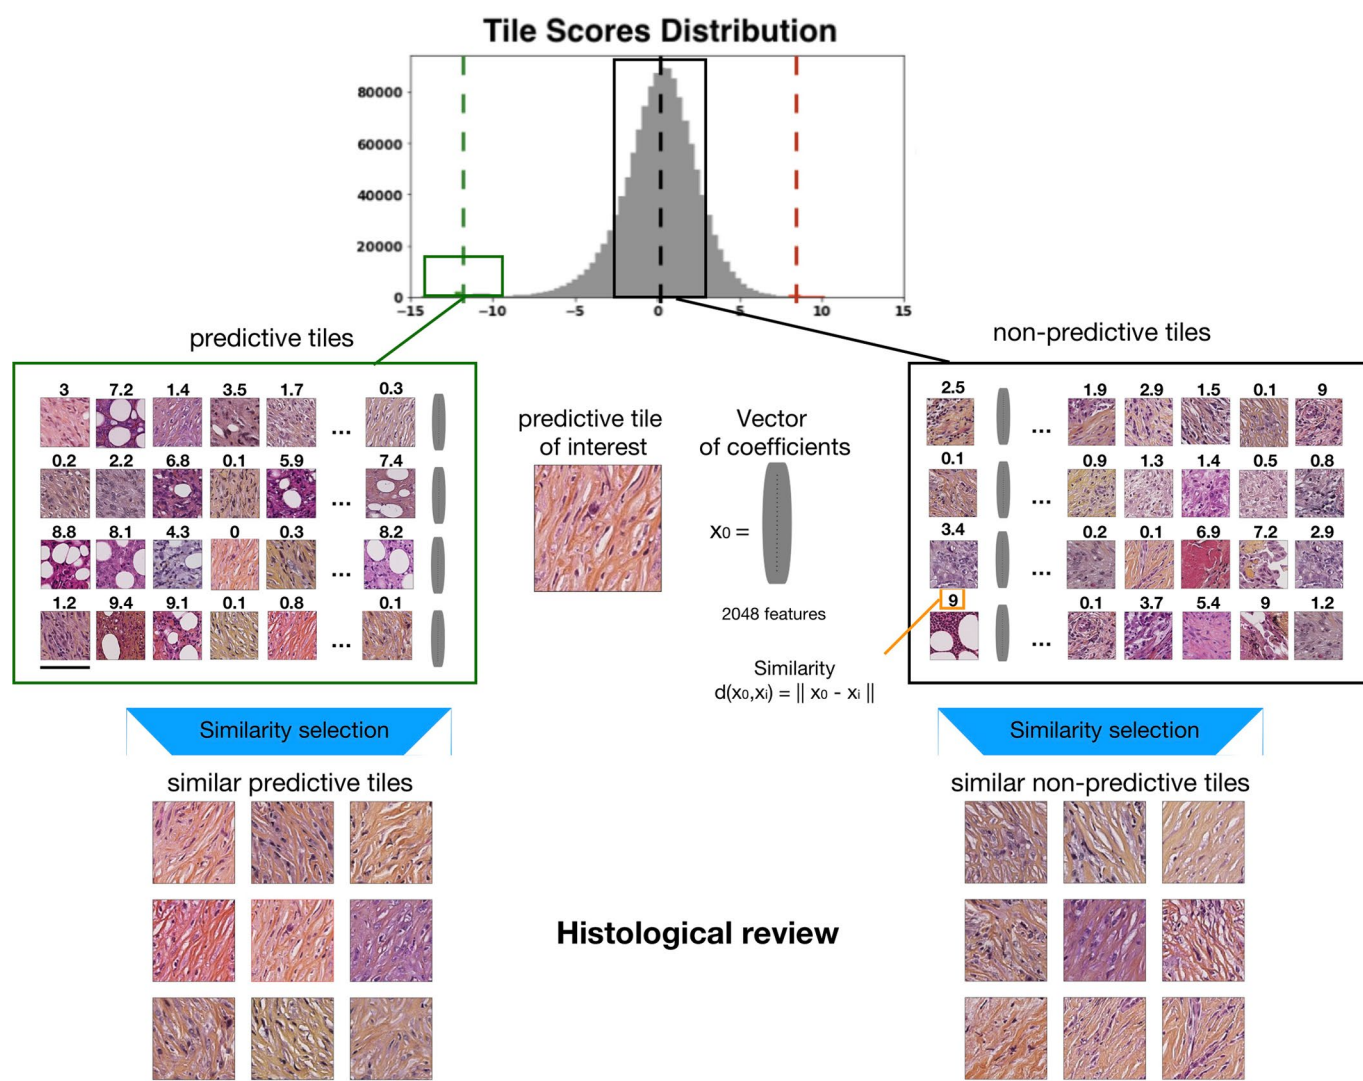 Tile Scores Distribution
80000
60000
40000
20000
0
−15 −10 −5 0 5 10 15
predictive tiles
non-predictive tiles
3 7.2 1.4 3.5 1.7 0.3
...
0.2 2.2 6.8 0.1 5.9 7.4
...
8.8 8.1 4.3 0 0.3 8.2
...
1.2 9.4 9.1 0.1 0.8 0.1
...
predictive tile
of interest
Vector
of coefficients
x0 =
2048 features
Similarity
d(x0,xi) = || x0 - xi ||
2.5 1.9 2.9 1.5 0.1 9
...
0.1 0.9 1.3 1.4 0.5 0.8
...
3.4 0.2 0.1 6.9 7.2 2.9
...
9 0.1 3.7 5.4 9 1.2
...
Similarity selection
Similarity selection
similar predictive tiles
similar non-predictive tiles
Histological review